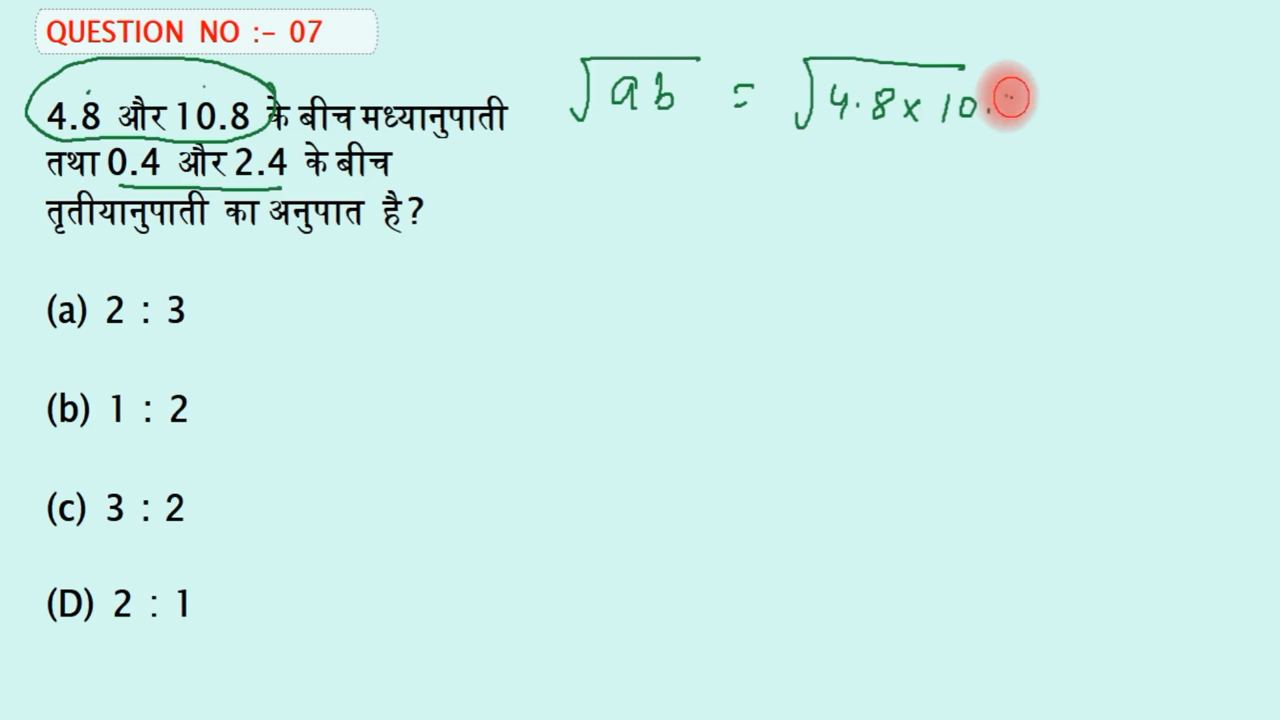 QUESTION NO :- 07
4.8 और 10.8 के बीच मध्यानुपाती
तथा 0.4 और 2.4 के बीच
तृतीयानुपाती का अनुपात है?
(a) 2 : 3
(b) 1 : 2
(c) 3 : 2
(D) 2 : 1
√ab = √4.8 × 10.